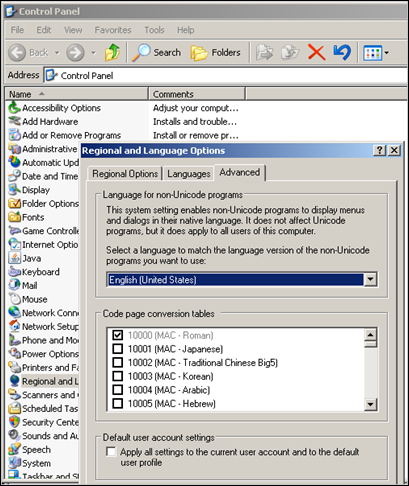 Control Panel
File Edit View Favorites Tools Help
Back Search Folders
Address Control Panel
Name Comments
Accessibility Options Adjust your comput...
Add Hardware Installs and trouble...
Add or Remove Programs Install or remove pr...
Administrative
Automatic Upd
Date and Time
Display
Folder Options
Fonts
Game Controlle
Internet Option
Java
Keyboard
Mail
Mouse
Network Conne
Network Setup
Phone and Mod
Power Options
Printers and Fa
Regional and L
Scanners and C
Scheduled Task
Security Center
Sounds and Au
Speech
System
Taskbar and St
Regional and Language Options
Regional Options Languages Advanced
Language for non-Unicode programs
This system setting enables non-Unicode programs to display menus
and dialogs in their native language. It does not affect Unicode
programs, but it does apply to all users of this computer.
Select a language to match the language version of the non-Unicode
programs you want to use:
English (United States)
Code page conversion tables
10000 (MAC - Roman)
10001 (MAC - Japanese)
10002 (MAC - Traditional Chinese Big5)
10003 (MAC - Korean)
10004 (MAC - Arabic)
10005 (MAC - Hebrew)
Default user account settings
Apply all settings to the current user account and to the default
user profile